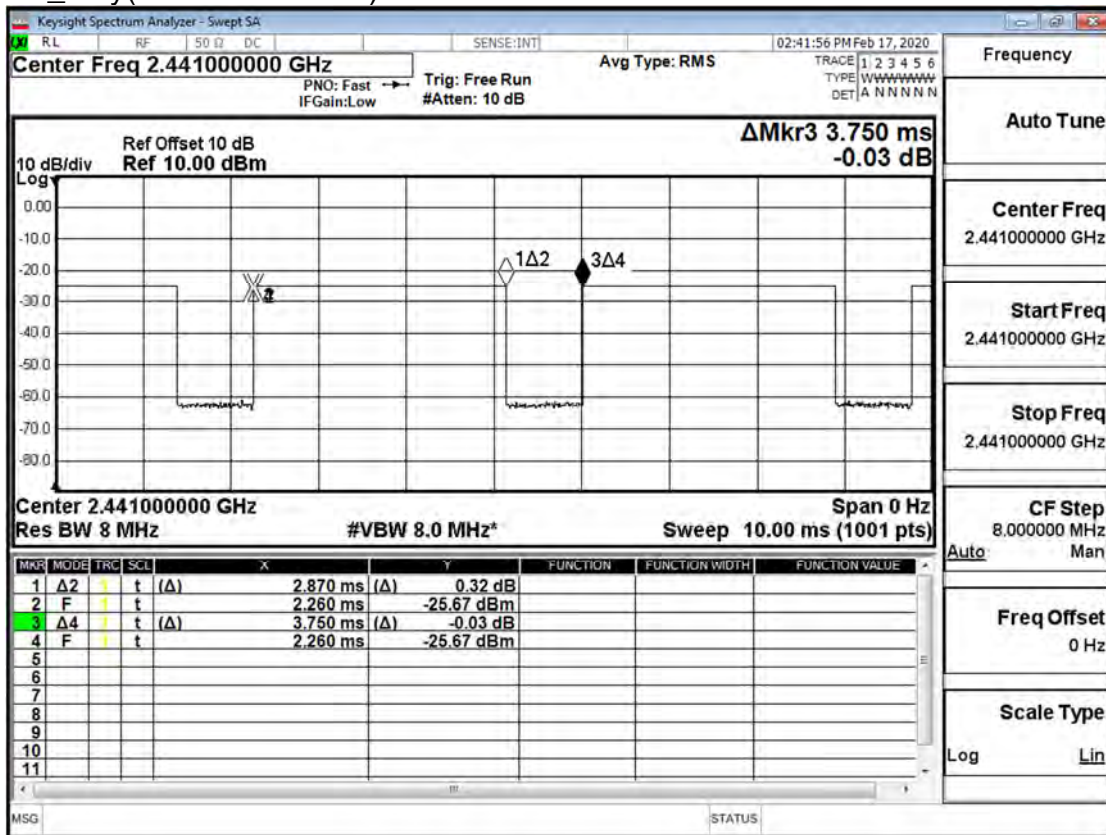 Keysight Spectrum Analyzer - Swept SA
RL RF 50 Ω DC SENSE:INT 02:41:56 PM Feb 17, 2020
Center Freq 2.441000000 GHz
PNO: Fast
IFGain:Low
Trig: Free Run
#Atten: 10 dB
Avg Type: RMS
TRACE 1 2 3 4 5 6
TYPE WWWWWW
DET A N N N N N
Ref Offset 10 dB
10 dB/div Ref 10.00 dBm
Log
ΔMkr3 3.750 ms
-0.03 dB
0.00
-10.0
-20.0
-30.0
-40.0
-50.0
-60.0
-70.0
-80.0
1Δ2 3Δ4
Center 2.441000000 GHz Span 0 Hz
Res BW 8 MHz #VBW 8.0 MHz* Sweep 10.00 ms (1001 pts)
MKR MODE TRC SCL X Y FUNCTION FUNCTION WIDTH FUNCTION VALUE
1 Δ2 1 t (Δ) 2.870 ms (Δ) 0.32 dB
2 F 1 t 2.260 ms -25.67 dBm
3 Δ4 1 t (Δ) 3.750 ms (Δ) -0.03 dB
4 F 1 t 2.260 ms -25.67 dBm
5
6
7
8
9
10
11
MSG STATUS
Frequency
Auto Tune
Center Freq
2.441000000 GHz
Start Freq
2.441000000 GHz
Stop Freq
2.441000000 GHz
CF Step
8.000000 MHz
Auto Man
Freq Offset
0 Hz
Scale Type
Log Lin